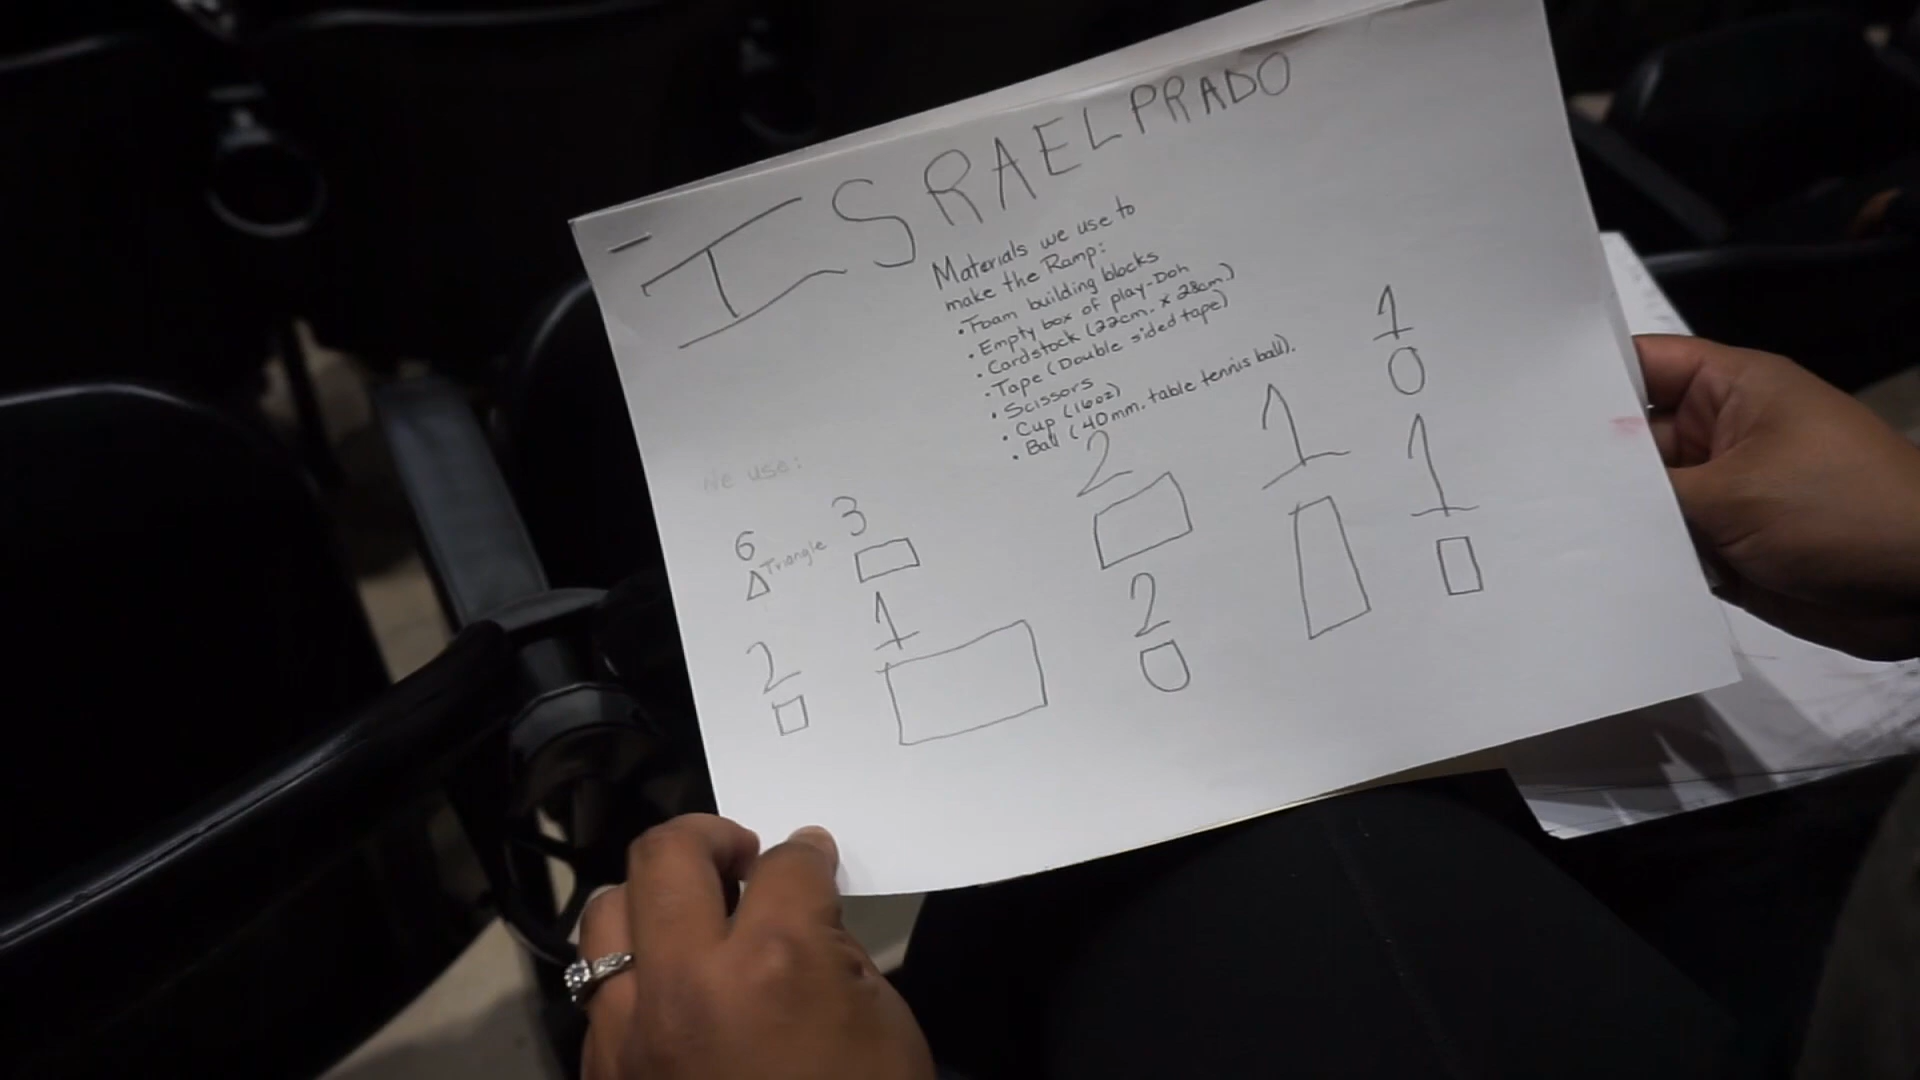 ISRAEL PRADO
Materials we use to
make the Ramp:
• Foam building blocks
• Empty box of play-Doh
• Cardstock (22cm. x 28cm.)
• Tape (Double sided tape)
• Scissors
• Cup (16oz)
• Ball (40mm. table tennis ball).
We use:
6 3 2 1 1
Triangle
2 1 2 1